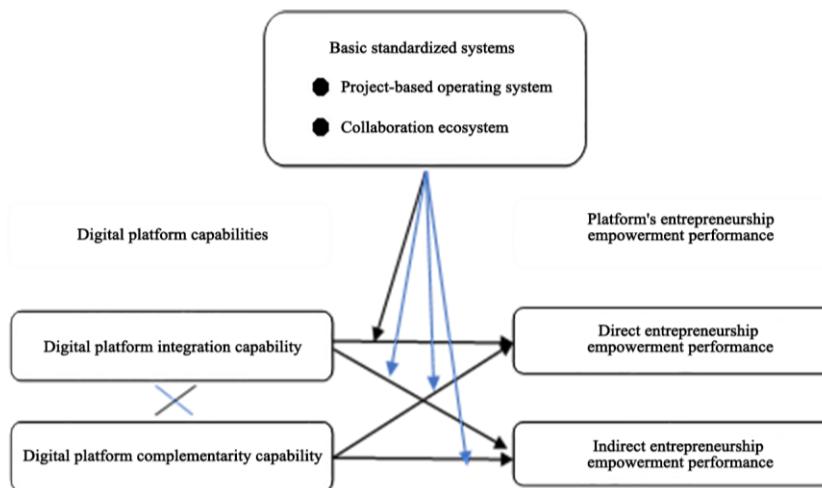 Basic standardized systems
Project-based operating system
Collaboration ecosystem
Digital platform capabilities
Platform's entrepreneurship
empowerment performance
Digital platform integration capability
Direct entrepreneurship
empowerment performance
Digital platform complementarity capability
Indirect entrepreneurship
empowerment performance